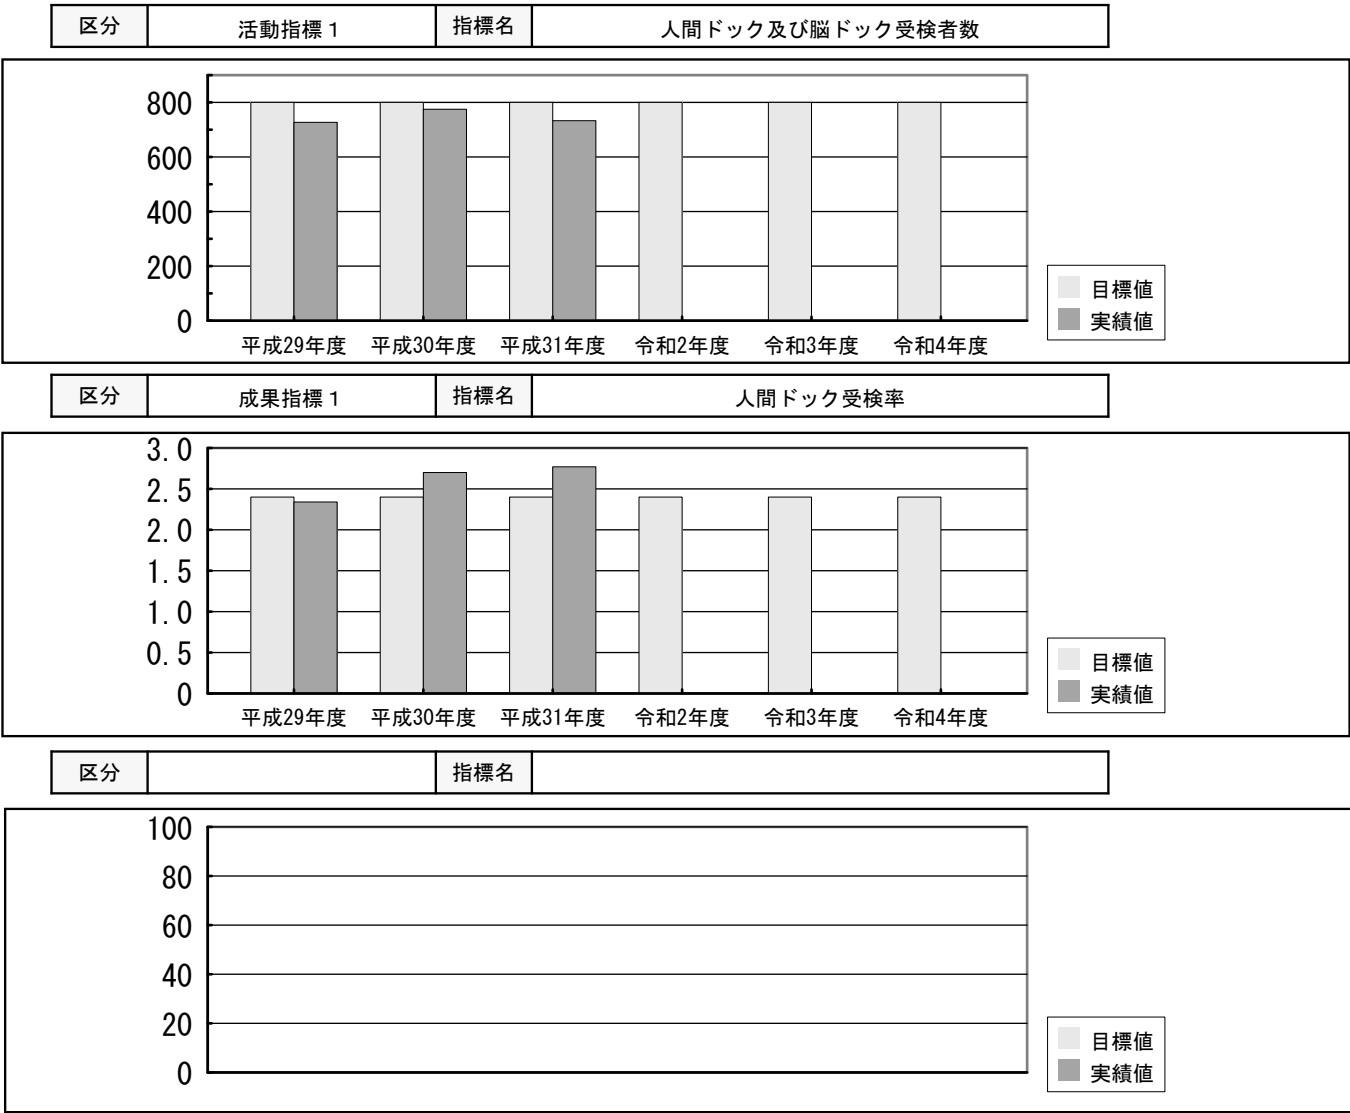 区分 活動指標１ 指標名 人間ドック及び脳ドック受検者数
800
600
400
200
0
平成29年度 平成30年度 平成31年度 令和2年度 令和3年度 令和4年度
目標値
実績値
区分 成果指標１ 指標名 人間ドック受検率
3.0
2.5
2.0
1.5
1.0
0.5
0
平成29年度 平成30年度 平成31年度 令和2年度 令和3年度 令和4年度
目標値
実績値
区分 指標名
100
80
60
40
20
0
目標値
実績値